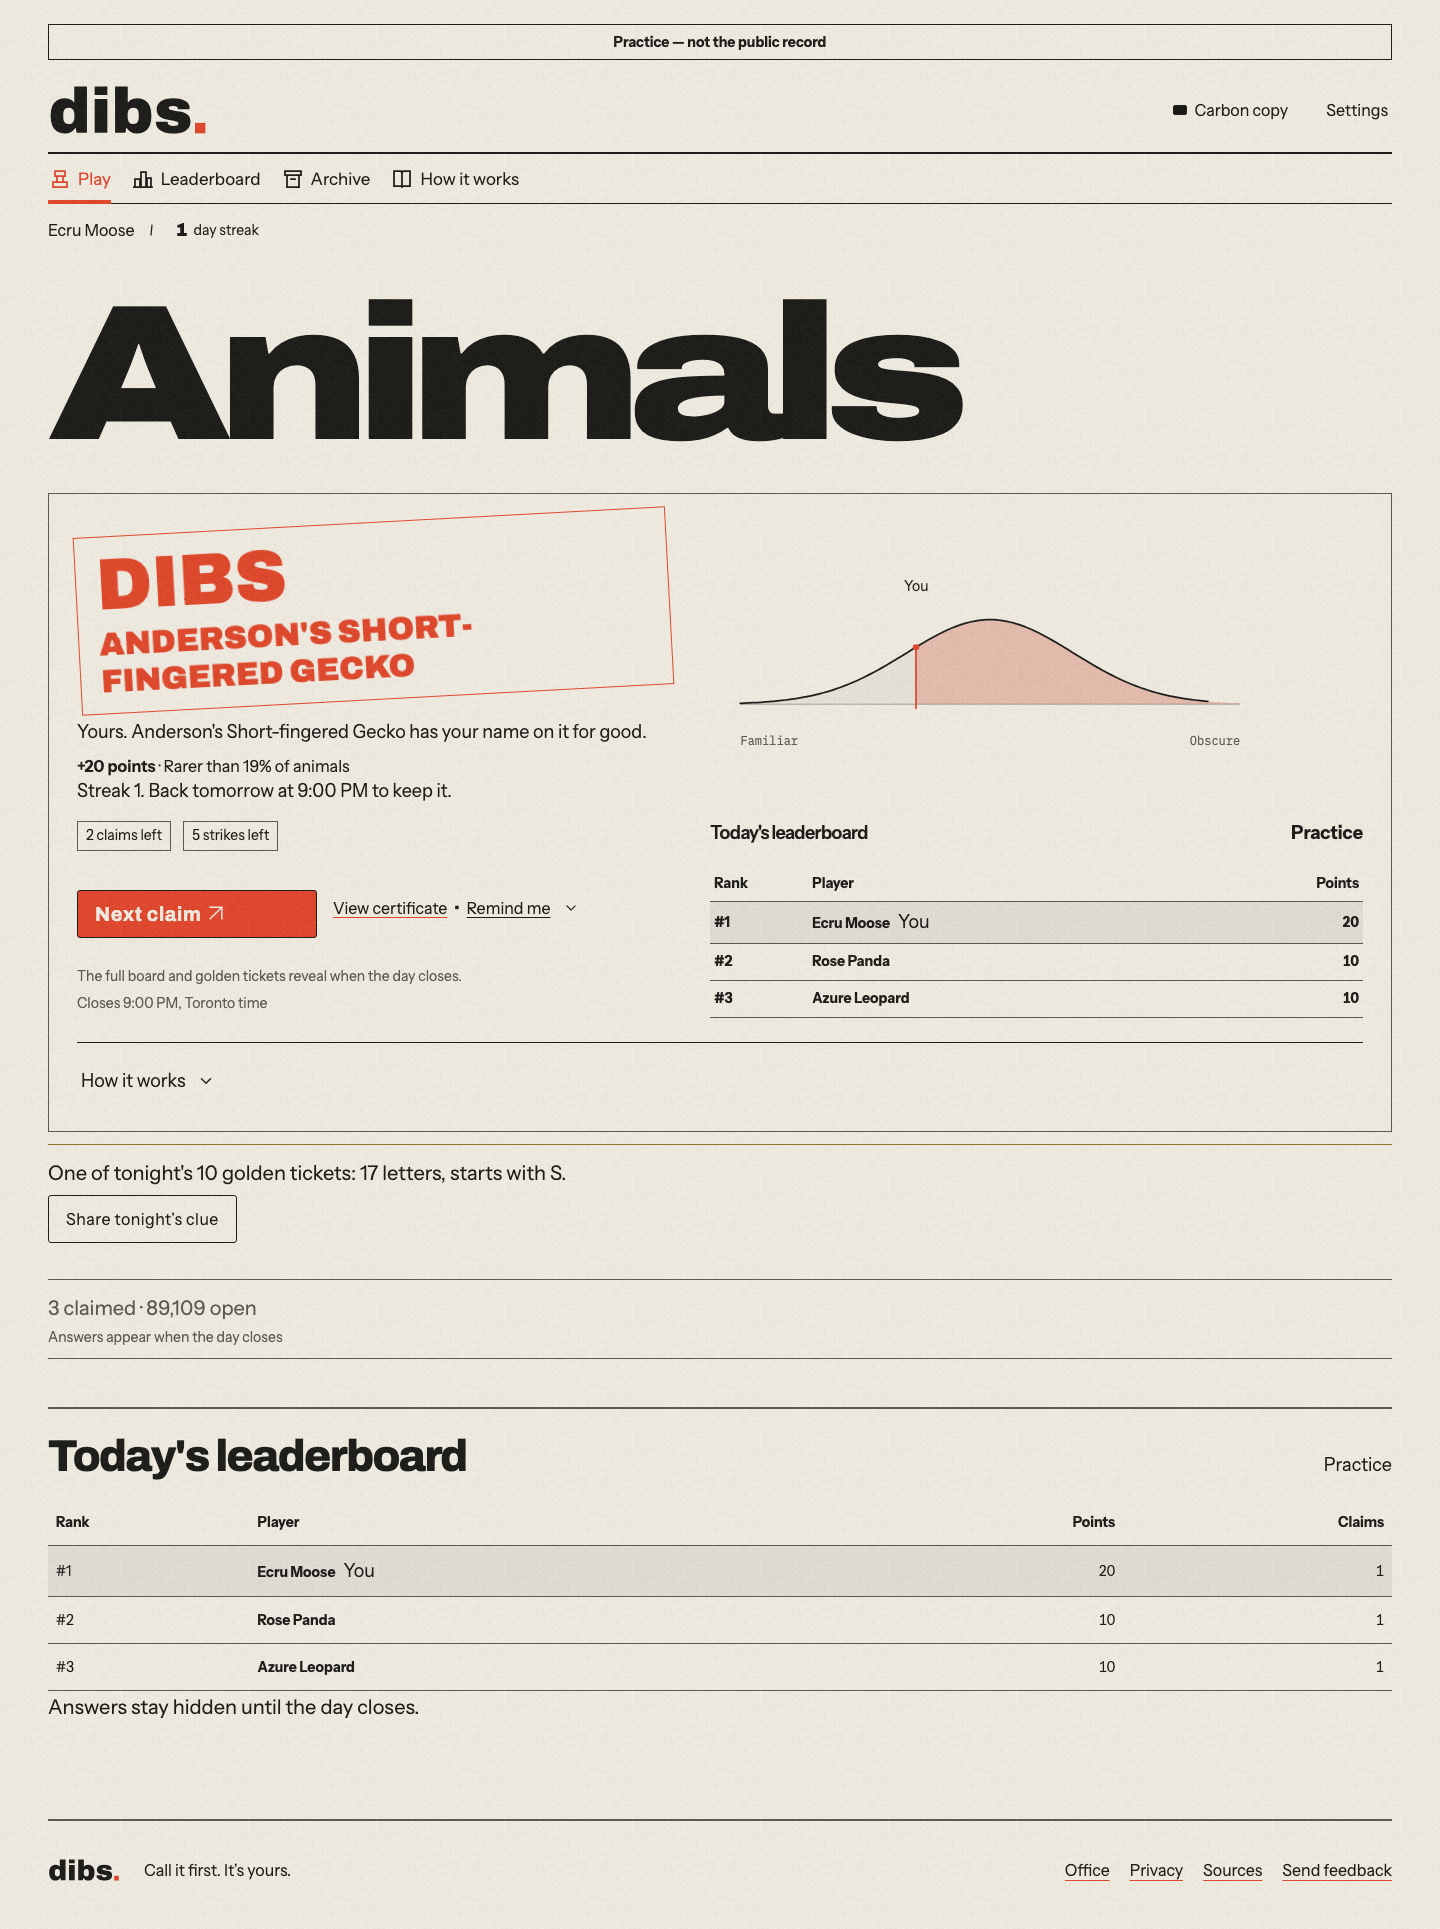 Practice — not the public record
dibs.
Carbon copy Settings
Play Leaderboard Archive How it works
Ecru Moose / 1 day streak
Animals
DIBS
ANDERSON'S SHORT-
FINGERED GECKO
Yours. Anderson's Short-fingered Gecko has your name on it for good.
+20 points · Rarer than 19% of animals
Streak 1. Back tomorrow at 9:00 PM to keep it.
2 claims left 5 strikes left
Next claim View certificate · Remind me
The full board and golden tickets reveal when the day closes.
Closes 9:00 PM, Toronto time
You
Familiar Obscure
Today's leaderboard Practice
Rank Player Points
#1 Ecru Moose You 20
#2 Rose Panda 10
#3 Azure Leopard 10
How it works
One of tonight's 10 golden tickets: 17 letters, starts with S.
Share tonight's clue
3 claimed · 89,109 open
Answers appear when the day closes
Today's leaderboard Practice
Rank Player Points Claims
#1 Ecru Moose You 20 1
#2 Rose Panda 10 1
#3 Azure Leopard 10 1
Answers stay hidden until the day closes.
dibs. Call it first. It's yours.
Office Privacy Sources Send feedback